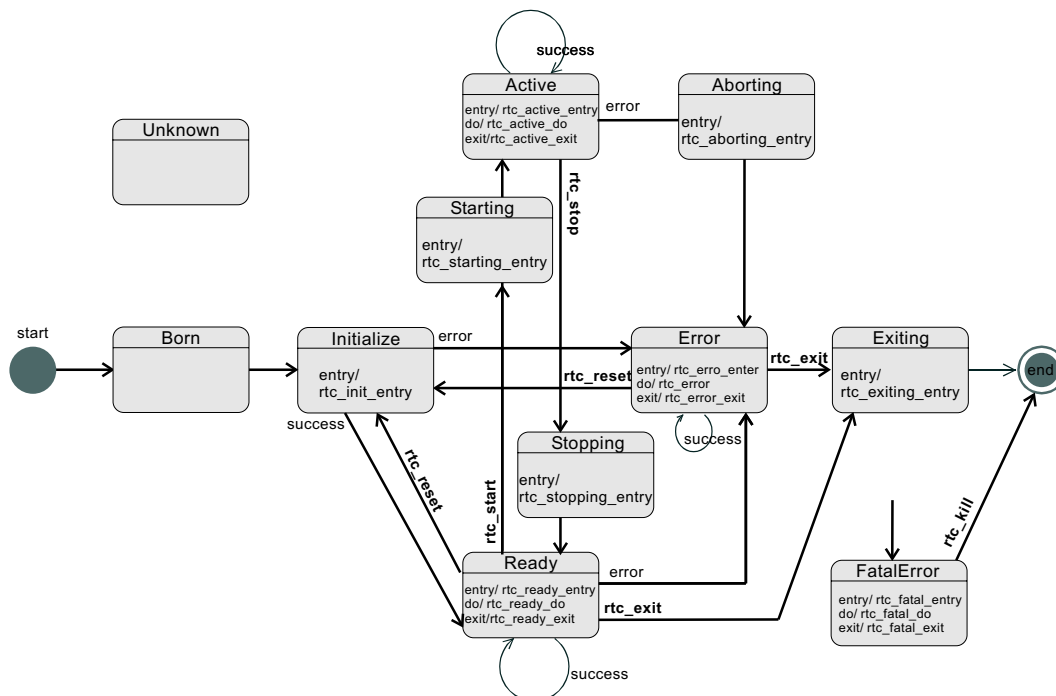 success
Active
entry/ rtc_active_entry
do/ rtc_active_do
exit/rtc_active_exit
error
Aborting
entry/
rtc_aborting_entry
Unknown
rtc_stop
Starting
entry/
rtc_starting_entry
start
Born
Initialize
entry/
rtc_init_entry
error
rtc_reset
Error
entry/ rtc_erro_enter
do/ rtc_error
exit/ rtc_error_exit
rtc_exit
Exiting
entry/
rtc_exiting_entry
end
success
success
rtc_reset
rtc_start
Stopping
entry/
rtc_stopping_entry
rtc_kill
Ready
entry/ rtc_ready_entry
do/ rtc_ready_do
exit/rtc_ready_exit
error
rtc_exit
FatalError
entry/ rtc_fatal_entry
do/ rtc_fatal_do
exit/ rtc_fatal_exit
success